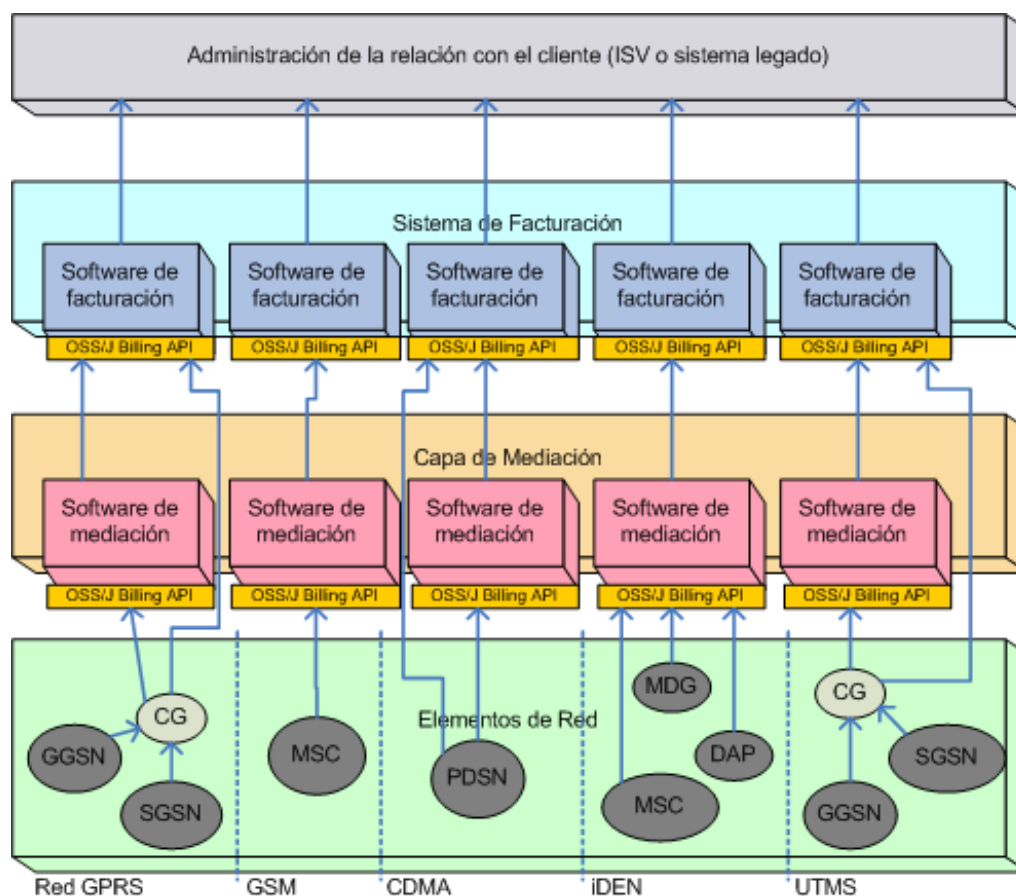 Administración de la relación con el cliente (ISV o sistema legado)
Sistema de Facturación
Software de
facturación
Software de
facturación
Software de
facturación
Software de
facturación
Software de
facturación
OSS/J Billing API
OSS/J Billing API
OSS/J Billing API
OSS/J Billing API
OSS/J Billing API
Capa de Mediación
Software de
mediación
Software de
mediación
Software de
mediación
Software de
mediación
Software de
mediación
OSS/J Billing API
OSS/J Billing API
OSS/J Billing API
OSS/J Billing API
OSS/J Billing API
Elementos de Red
CG
GGSN
SGSN
MSC
PDSN
MDG
DAP
MSC
CG
SGSN
GGSN
Red GPRS
GSM
CDMA
iDEN
UTMS